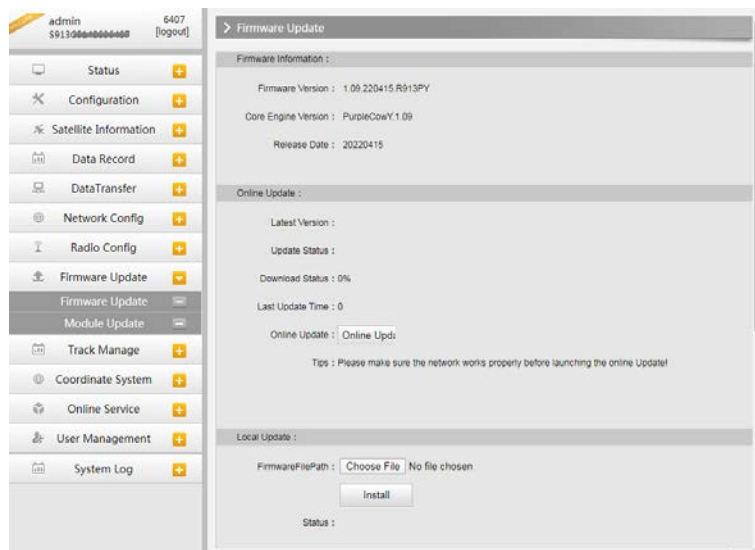 admin
6407
[logout]
Status
Configuration
Satellite Information
Data Record
DataTransfer
Network Config
Radio Config
Firmware Update
Firmware Update
Module Update
Track Manage
Coordinate System
Online Service
User Management
System Log
Firmware Update
Firmware Information :
Firmware Version : 1.09.220415.R913PY
Core Engine Version : PurpleCowY.1.09
Release Date : 20220415
Online Update :
Latest Version :
Update Status :
Download Status : 0%
Last Update Time : 0
Online Update : Online Upda
Tips : Please make sure the network works properly before launching the online Update!
Local Update :
FirmwareFilePath : Choose File No file chosen
Install
Status :